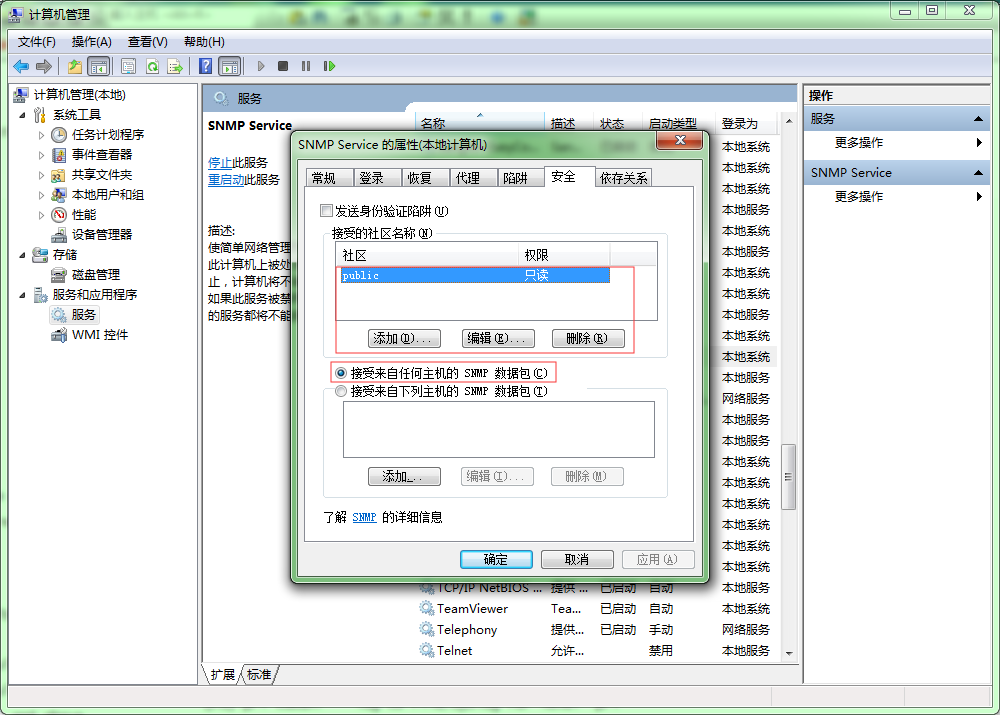 计算机管理
文件(F) 操作(A) 查看(V) 帮助(H)
计算机管理(本地)
系统工具
任务计划程序
事件查看器
共享文件夹
本地用户和组
性能
设备管理器
存储
磁盘管理
服务和应用程序
服务
WMI 控件
服务
SNMP Service
停止此服务
重启动此服务
描述:
使简单网络管理
此计算机上被处
止，计算机将不
如果此服务被禁
的服务都将不能
名称 描述 状态 启动类型 登录为
本地系统
本地系统
本地系统
本地服务
本地系统
本地服务
本地系统
本地系统
本地服务
本地系统
本地系统
本地服务
网络服务
本地服务
本地服务
本地系统
本地系统
本地系统
本地系统
本地系统
本地系统
TCP/IP NetBIOS ... 提供 ... 已启动 自动 本地服务
TeamViewer Tea... 已启动 自动 本地系统
Telephony 提供... 已启动 手动 网络服务
Telnet 允许... 禁用 本地服务
扩展 标准
SNMP Service 的属性(本地计算机)
常规 登录 恢复 代理 陷阱 安全 依存关系
发送身份验证陷阱(U)
接受的社区名称(N)
社区 权限
public 只读
添加(D)... 编辑(E)... 删除(R)
接受来自任何主机的 SNMP 数据包(C)
接受来自下列主机的 SNMP 数据包(T)
添加... 编辑(I)... 删除(M)
了解 SNMP 的详细信息
确定 取消 应用(A)
操作
服务
更多操作
SNMP Service
更多操作